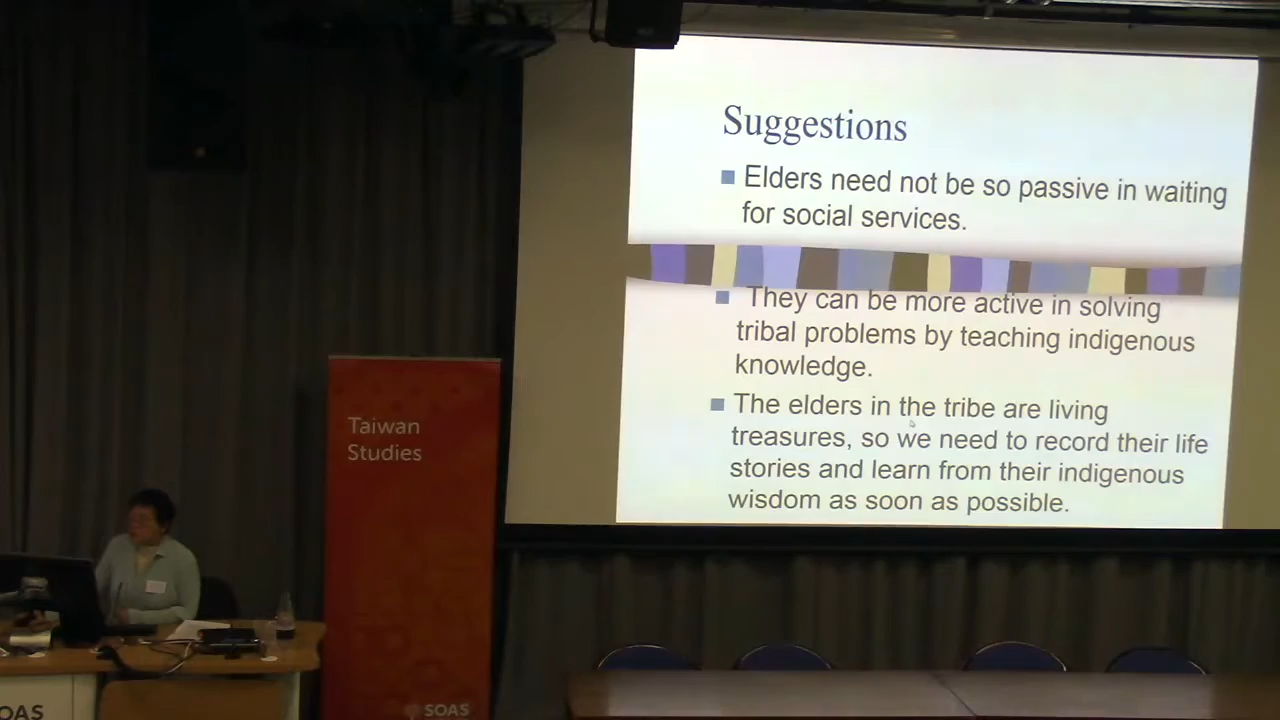 Suggestions
Elders need not be so passive in waiting
for social services.
They can be more active in solving
tribal problems by teaching indigenous
knowledge.
The elders in the tribe are living
treasures, so we need to record their life
stories and learn from their indigenous
wisdom as soon as possible.
Taiwan
Studies
SOAS
SOAS